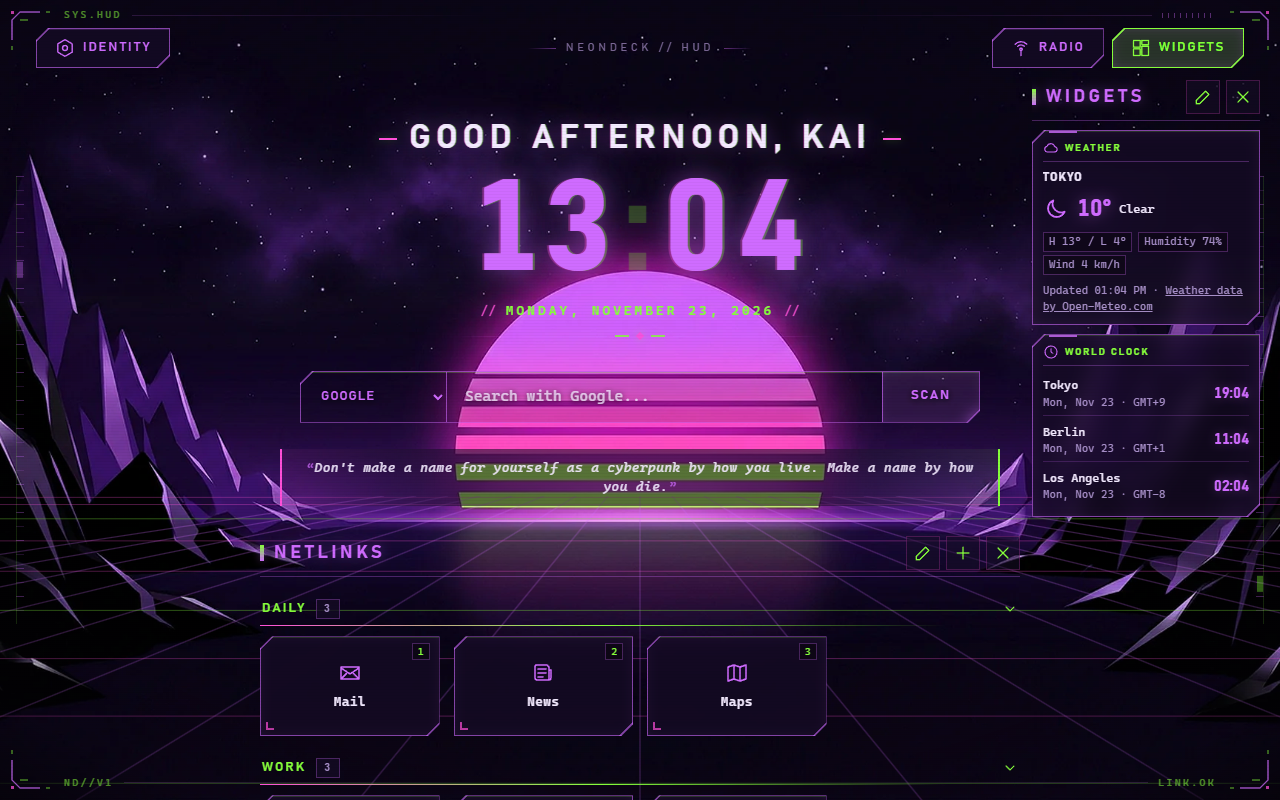 SYS.HUD
IDENTITY
NEONDECK // HUD
RADIO
WIDGETS
WIDGETS
GOOD AFTERNOON, KAI
13:04
// MONDAY, NOVEMBER 23, 2026 //
GOOGLE
Search with Google...
SCAN
“Don't make a name for yourself as a cyberpunk by how you live. Make a name by how
you die.”
WEATHER
TOKYO
10° Clear
H 13° / L 4°
Humidity 74%
Wind 4 km/h
Updated 01:04 PM · Weather data
by Open-Meteo.com
WORLD CLOCK
Tokyo
Mon, Nov 23 · GMT+9
19:04
Berlin
Mon, Nov 23 · GMT+1
11:04
Los Angeles
Mon, Nov 23 · GMT−8
02:04
NETLINKS
DAILY 3
1
Mail
2
News
3
Maps
WORK 3
ND//V1
LINK.OK